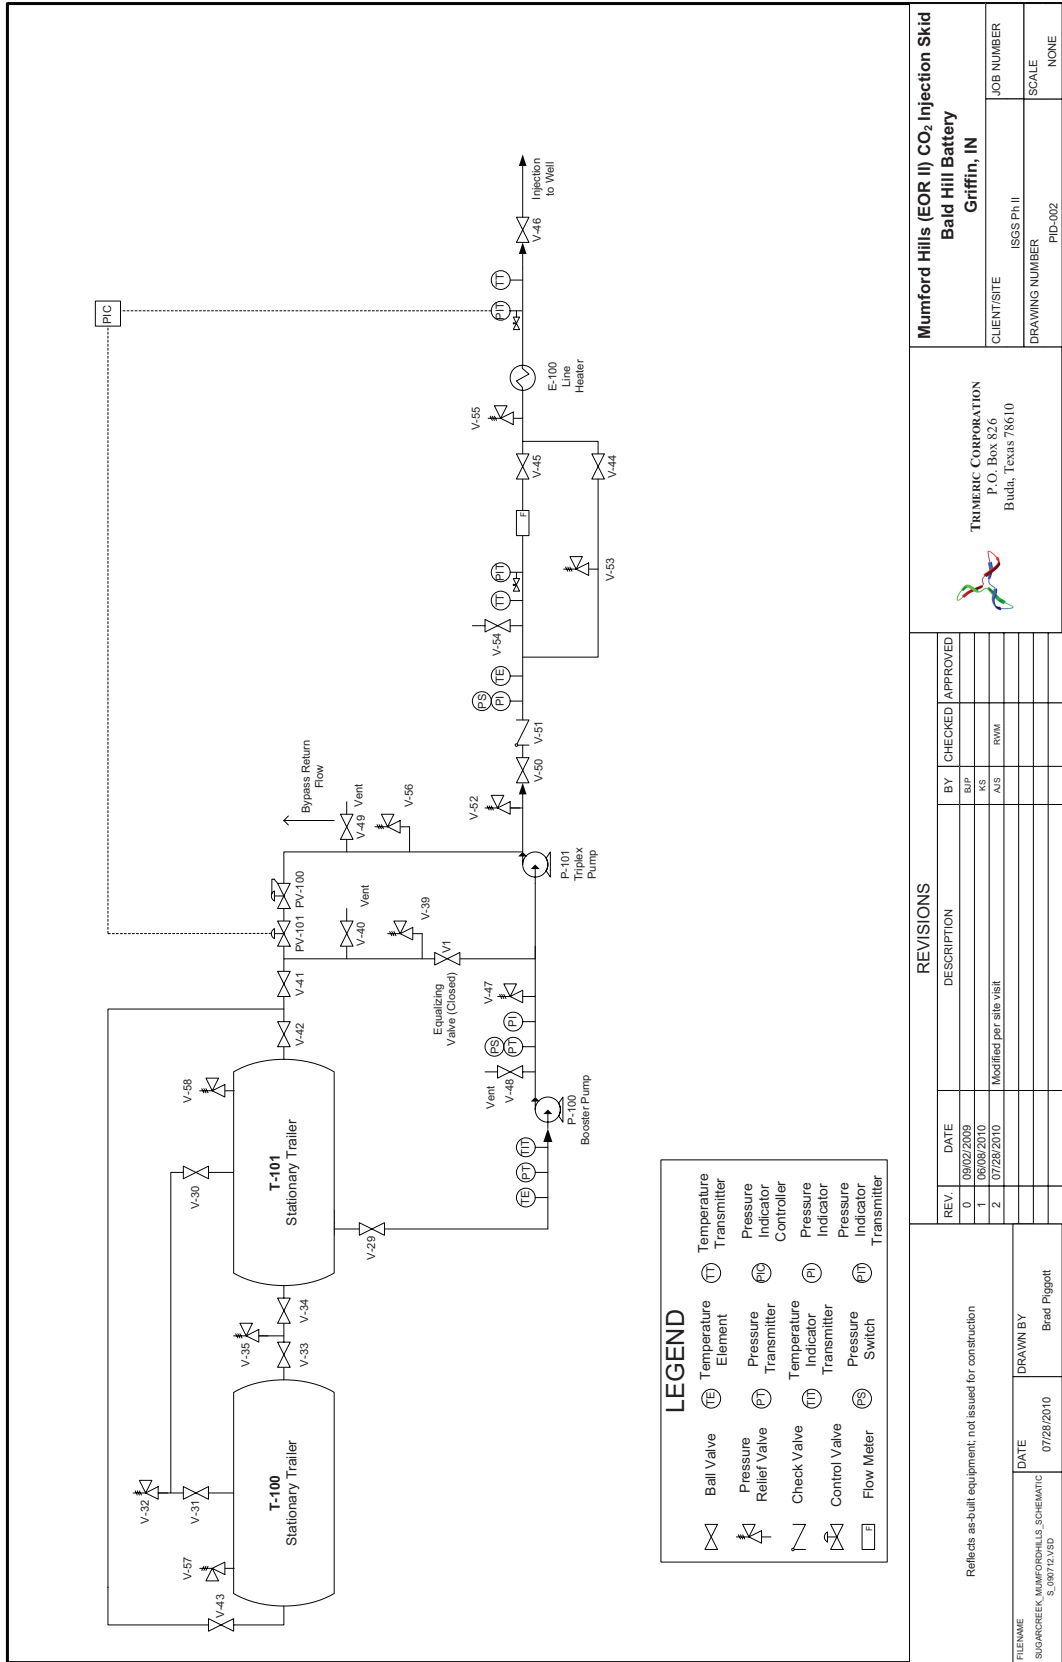 PIC
V-32
V-31
V-57
V-43
T-100
Stationary Trailer
V-35
V-33
V-34
V-30
V-58
T-101
Stationary Trailer
V-29
V-42
V-41
PV-101
PV-100
V-40
Vent
V-39
Equalizing
Valve (Closed)
V1
Bypass Return
Flow
V-49
Vent
V-56
TE
PT
TIT
P-100
Booster Pump
Vent
V-48
PS
PT
PI
V-47
P-101
Triplex
Pump
V-52
V-50
V-51
PS
PI
TE
V-54
TT
PIT
F
V-45
V-53
V-44
V-55
E-100
Line
Heater
PIT
TT
V-46
Injection
to Well
LEGEND
Ball Valve
TE
Temperature
Element
TT
Temperature
Transmitter
Pressure
Relief Valve
PT
Pressure
Transmitter
PIC
Pressure
Indicator
Controller
Check Valve
TIT
Temperature
Indicator
Transmitter
PI
Pressure
Indicator
Control Valve
F
Flow Meter
PS
Pressure
Switch
PIT
Pressure
Indicator
Transmitter
Reflects as-built equipment; not issued for construction
FILENAME
SUGARCREEK_MUMFORDHILLS_SCHEMATIC
S_090712.VSD
DATE
07/28/2010
DRAWN BY
Brad Piggott
REVISIONS
REV. DATE DESCRIPTION BY CHECKED APPROVED
0 09/02/2009 BJP
1 06/08/2010 KS
2 07/28/2010 Modified per site visit AJS RWM
TRIMERIC CORPORATION
P.O. Box 826
Buda, Texas 78610
Mumford Hills (EOR II) CO₂ Injection Skid
Bald Hill Battery
Griffin, IN
CLIENT/SITE
ISGS Ph II
JOB NUMBER
DRAWING NUMBER
PID-002
SCALE
NONE